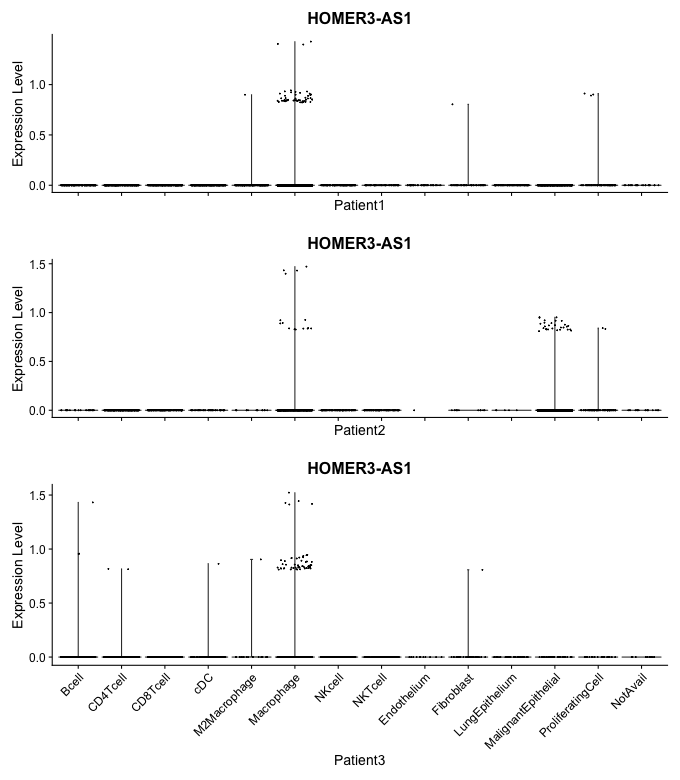 HOMER3-AS1
Expression Level
1.0
0.5
0.0
Patient1
HOMER3-AS1
Expression Level
1.5
1.0
0.5
0.0
Patient2
HOMER3-AS1
Expression Level
1.5
1.0
0.5
0.0
Bcell
CD4Tcell
CD8Tcell
cDC
M2Macrophage
Macrophage
NKcell
NKTcell
Endothelium
Fibroblast
LungEpithelium
MalignantEpithelial
ProliferatingCell
NotAvail
Patient3